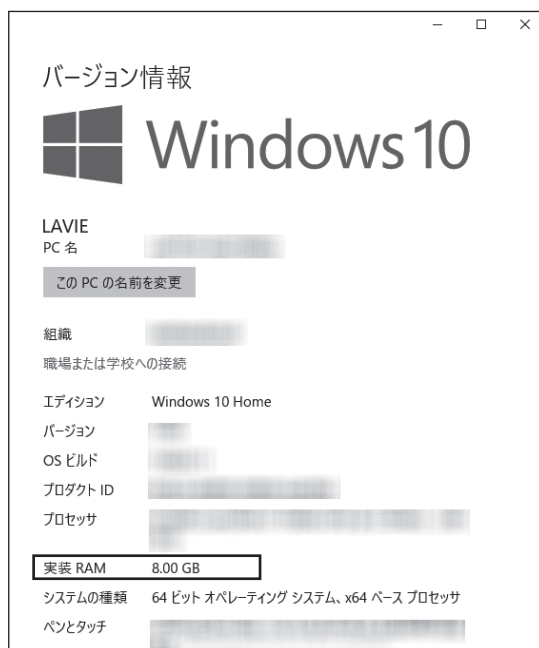 バージョン情報
Windows 10
LAVIE
PC 名
この PC の名前を変更
組織
職場または学校への接続
エディション Windows 10 Home
バージョン
OS ビルド
プロダクト ID
プロセッサ
実装 RAM 8.00 GB
システムの種類 64 ビット オペレーティング システム、x64 ベース プロセッサ
ペンとタッチ